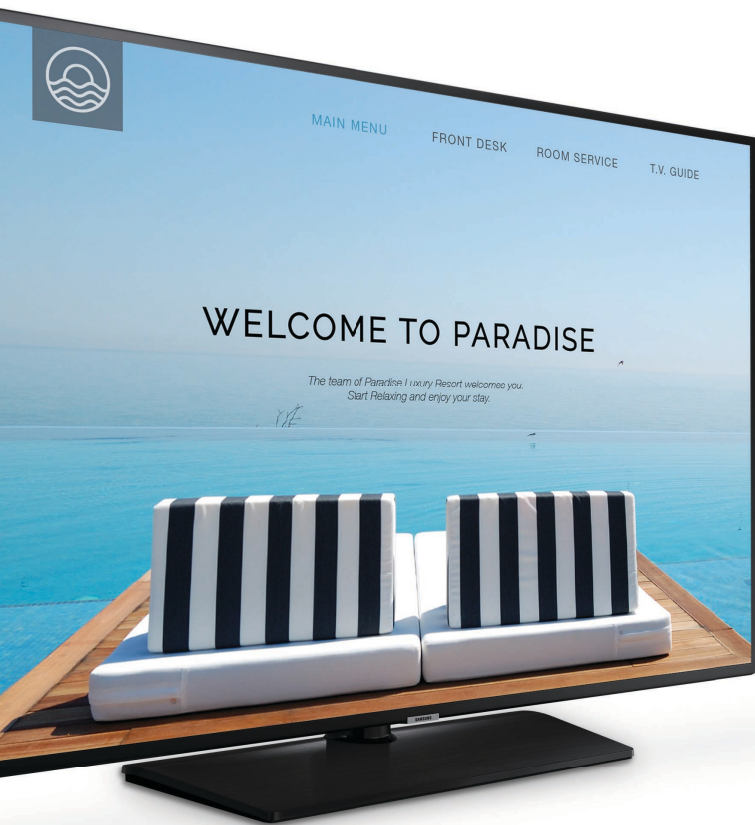 MAIN MENU
FRONT DESK
ROOM SERVICE
T.V. GUIDE
WELCOME TO PARADISE
The team of Paradise Luxury Resort welcomes you.
Start Relaxing and enjoy your stay.
SAMSUNG